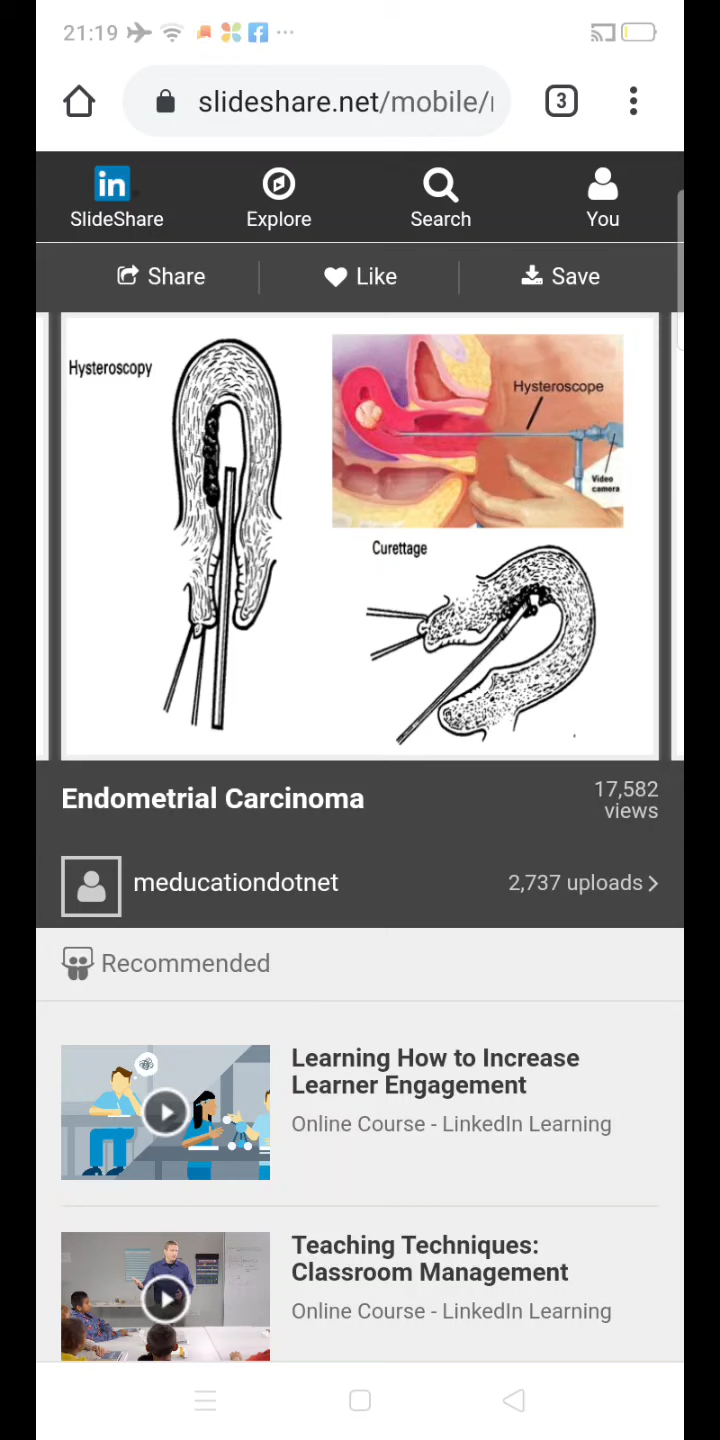 21:19
slideshare.net/mobile/
3
in
SlideShare
Explore
Search
You
Share
Like
Save
Hysteroscopy
Hysteroscope
Video
camera
Curettage
Endometrial Carcinoma
17,582
views
meducationdotnet
2,737 uploads
Recommended
Learning How to Increase
Learner Engagement
Online Course - LinkedIn Learning
Teaching Techniques:
Classroom Management
Online Course - LinkedIn Learning